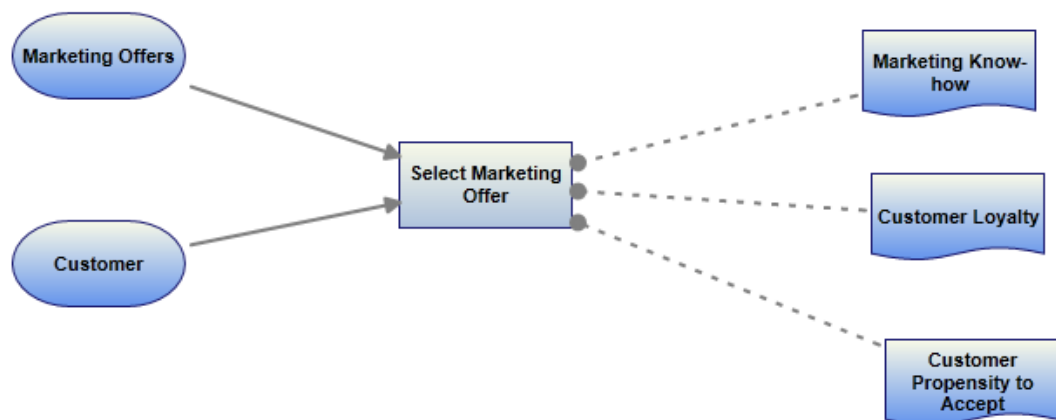 Marketing Offers
Customer
Select Marketing
Offer
Marketing Know-
how
Customer Loyalty
Customer
Propensity to
Accept